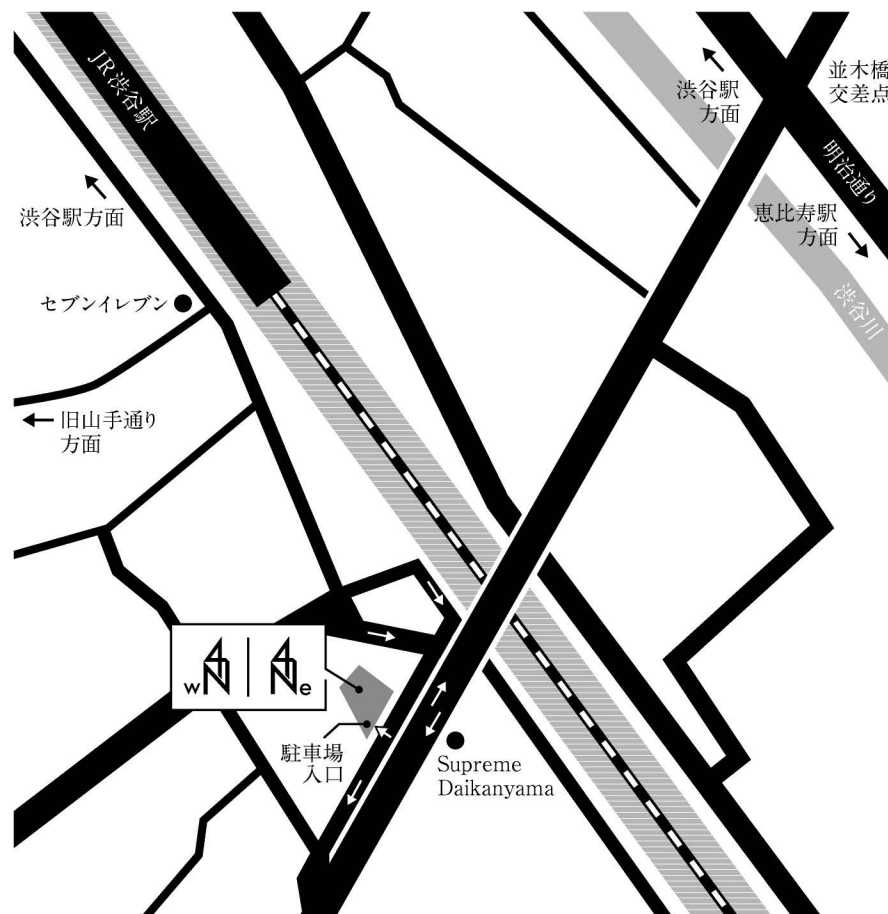 JR渋谷駅
渋谷駅
方面
並木橋
交差点
明治通り
渋谷駅方面
恵比寿駅
方面
セブンイレブン
渋谷川
旧山手通り
方面
w
e
駐車場
入口
Supreme
Daikanyama